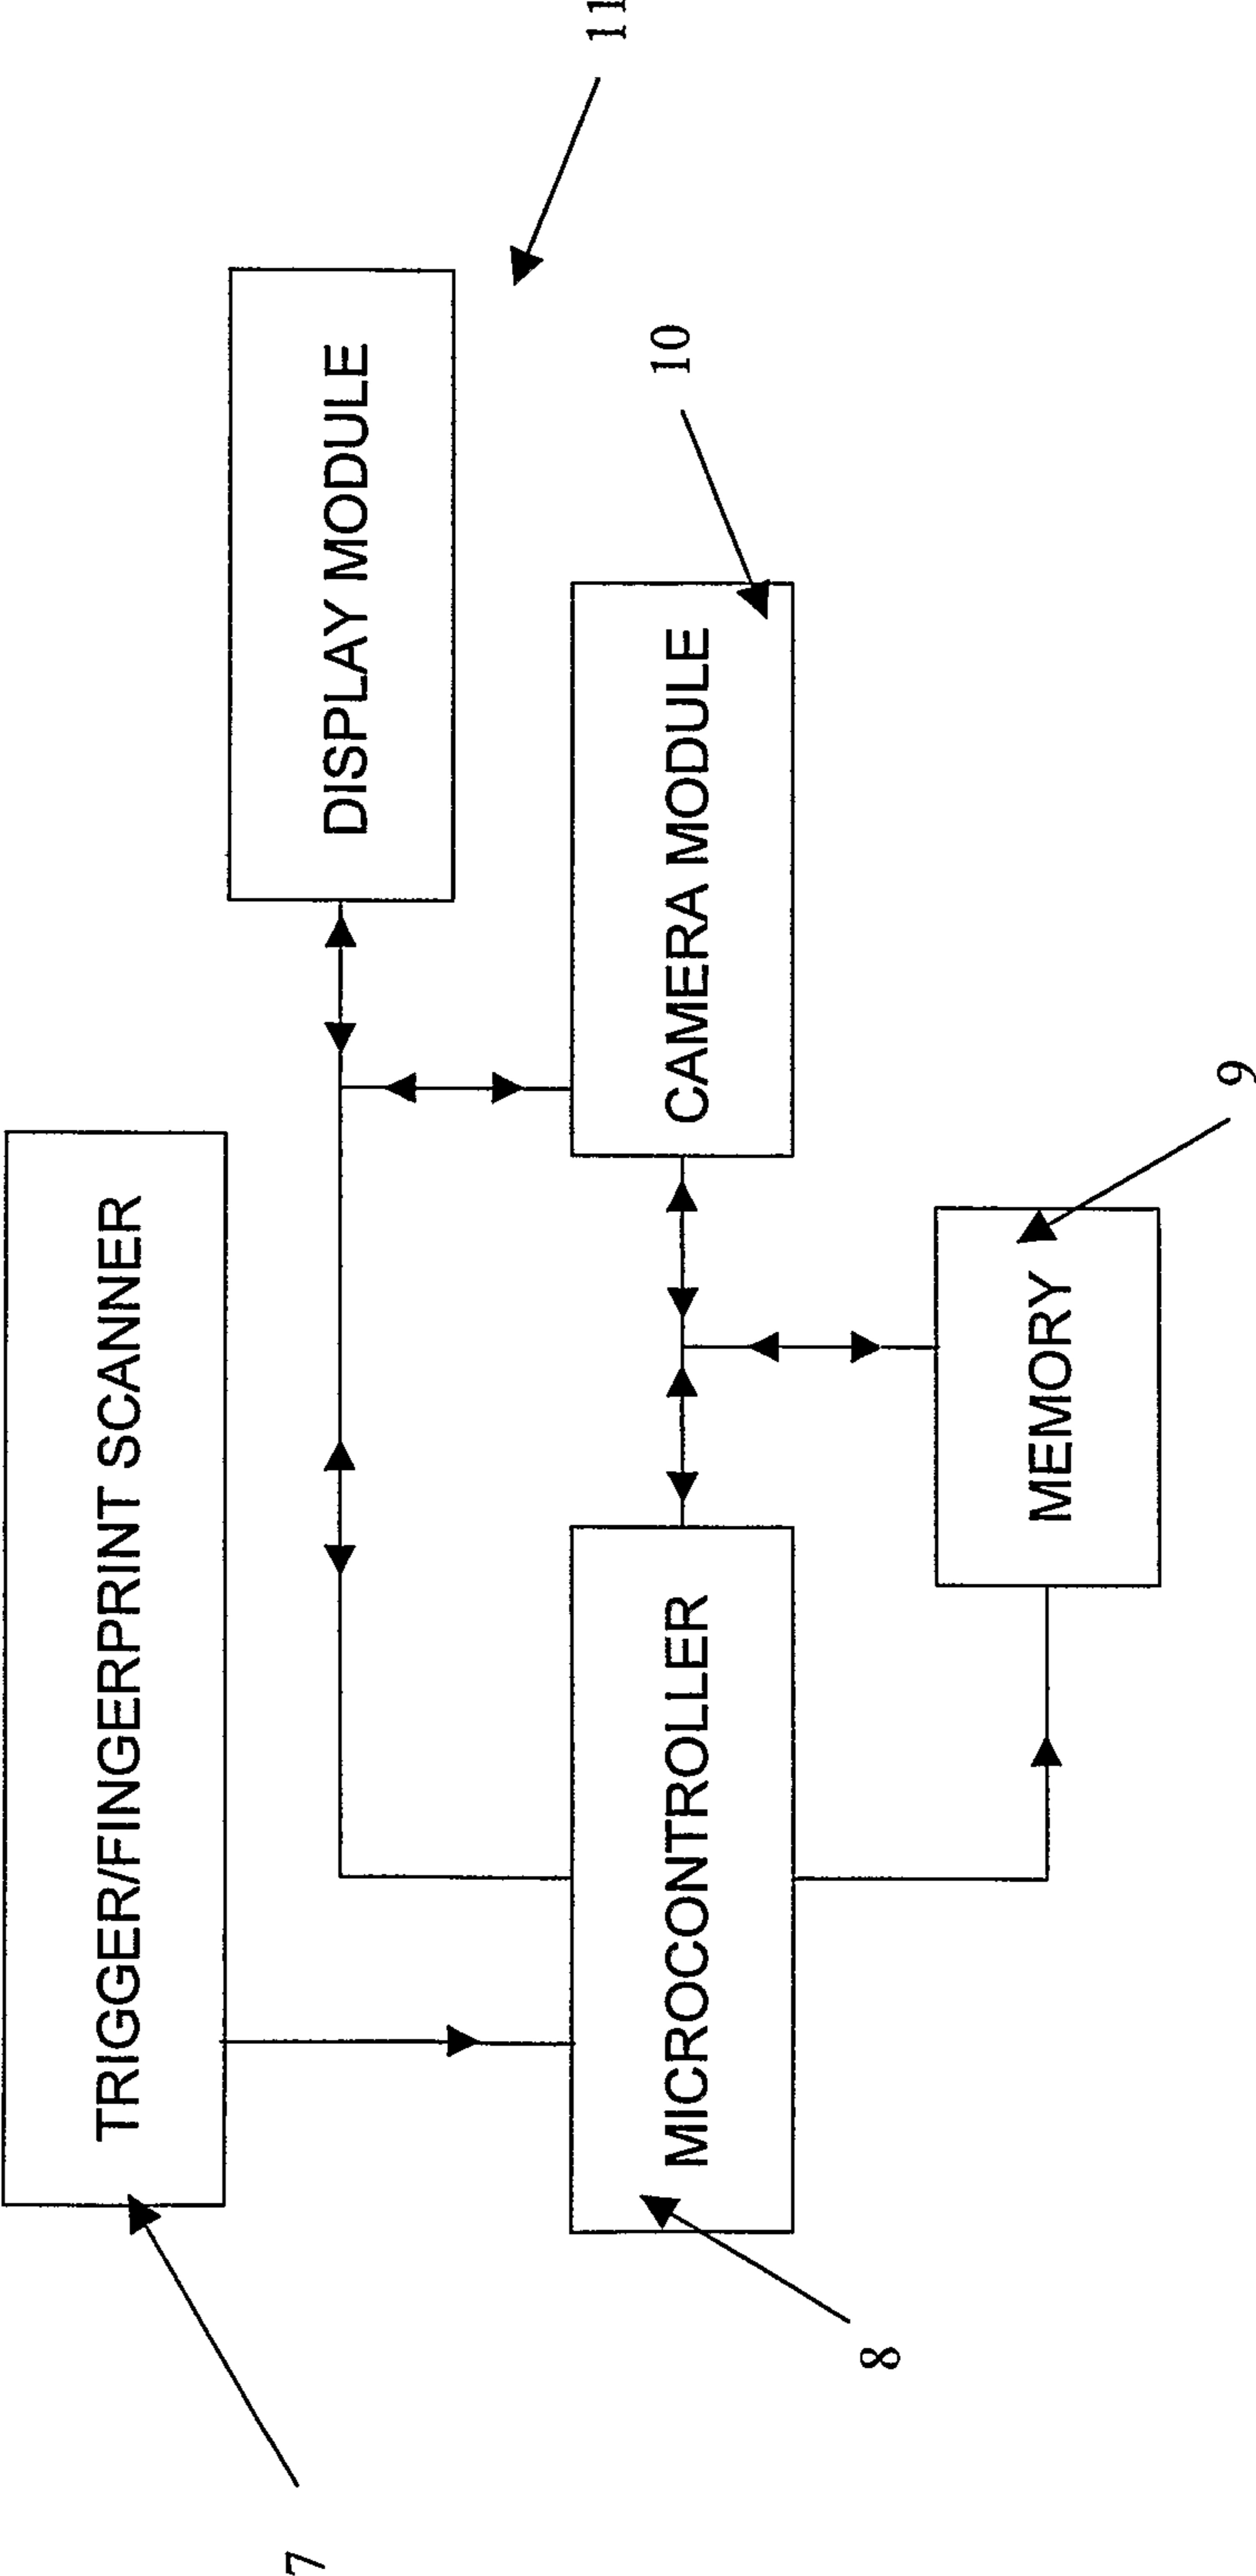 TRIGGER/FINGERPRINT SCANNER
7
DISPLAY MODULE
11
MICROCONTROLLER
8
CAMERA MODULE
10
MEMORY
9